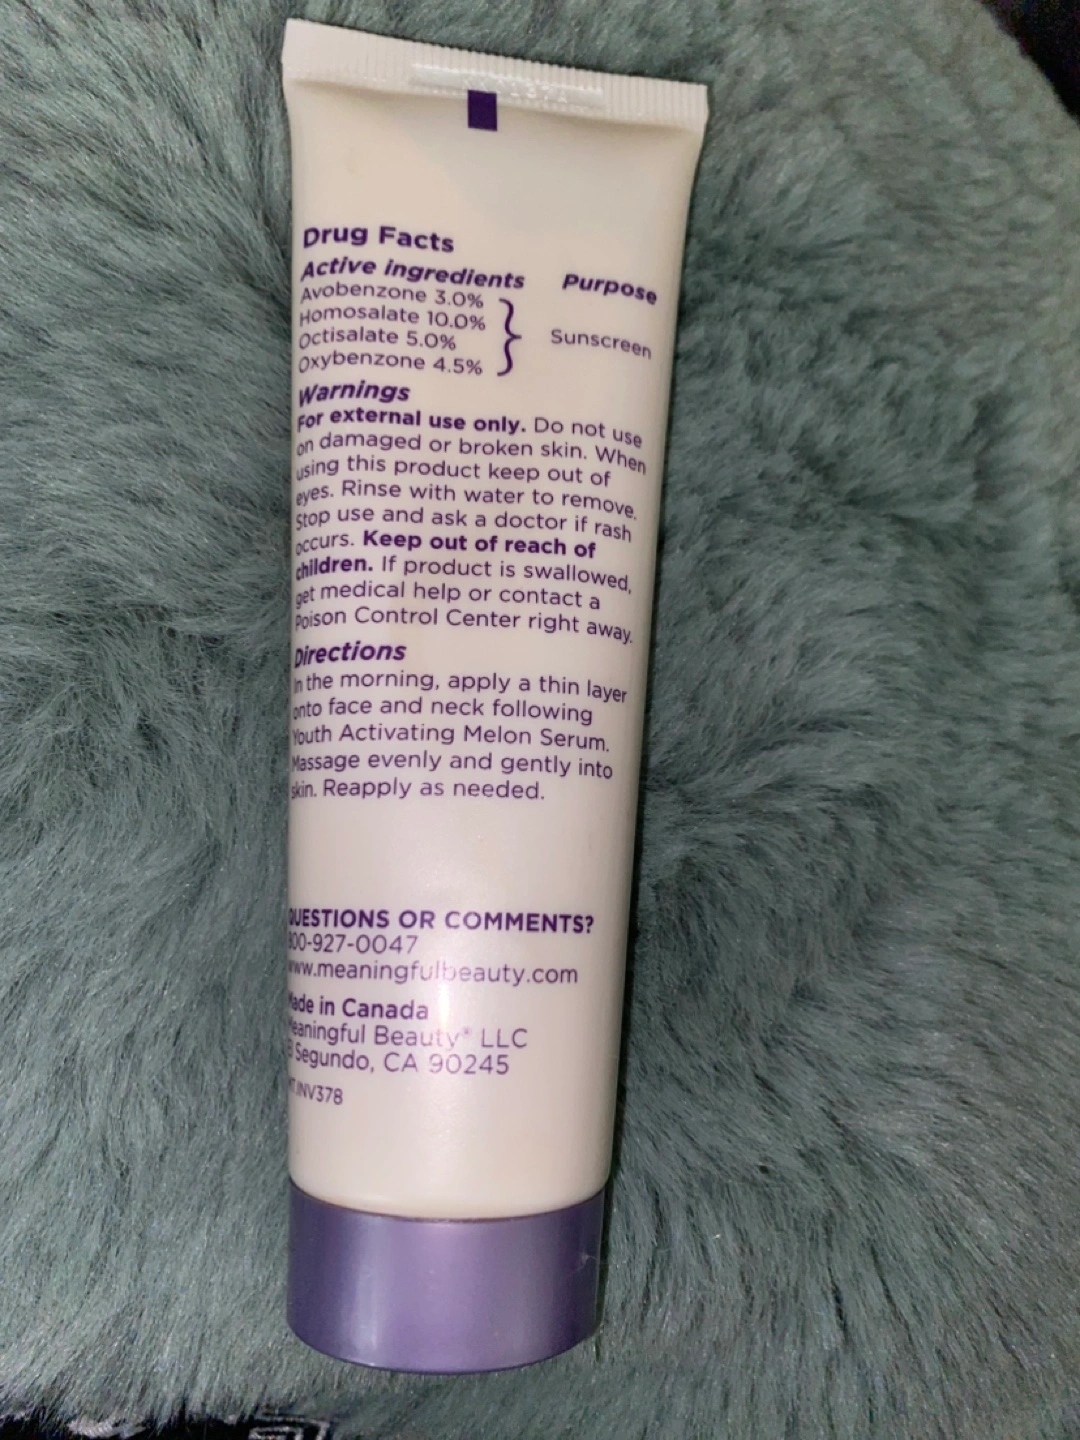 Drug Facts
Active ingredients Purpose
Avobenzone 3.0%
Homosalate 10.0%
Octisalate 5.0%
Oxybenzone 4.5%
Sunscreen
Warnings
For external use only. Do not use
on damaged or broken skin. When
using this product keep out of
eyes. Rinse with water to remove.
Stop use and ask a doctor if rash
occurs. Keep out of reach of
children. If product is swallowed,
get medical help or contact a
Poison Control Center right away.
Directions
In the morning, apply a thin layer
onto face and neck following
Youth Activating Melon Serum.
Massage evenly and gently into
skin. Reapply as needed.
QUESTIONS OR COMMENTS?
800-927-0047
www.meaningfulbeauty.com
Made in Canada
Meaningful Beauty® LLC
El Segundo, CA 90245
INV378